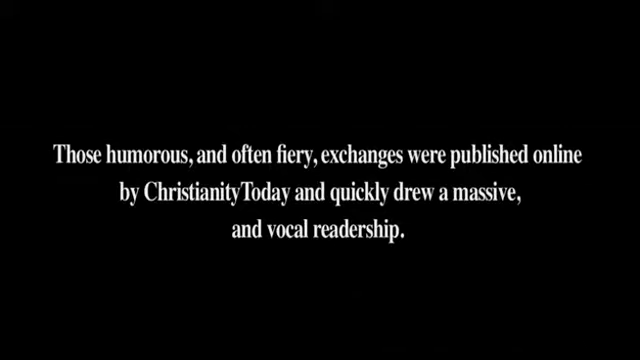 Those humorous, and often fiery, exchanges were published online
by ChristianityToday and quickly drew a massive,
and vocal readership.